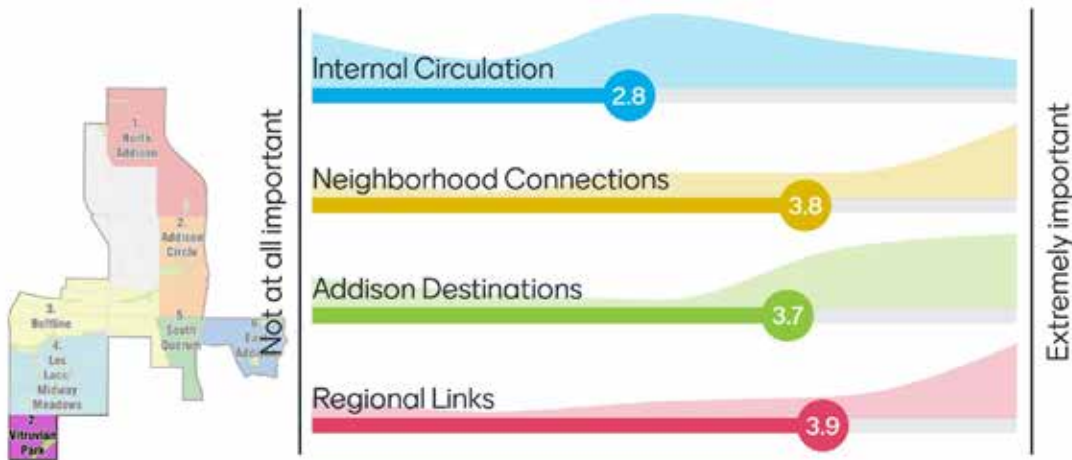 1.
North
Addison
2.
Addison
Circle
3.
Beltline
4.
Les
Lacs/
Midway
Meadows
5.
South
Quorum
6.
7.
Vitruvian
Park
Not at all important
Internal Circulation
2.8
Neighborhood Connections
3.8
Addison Destinations
3.7
Regional Links
3.9
Extremely important